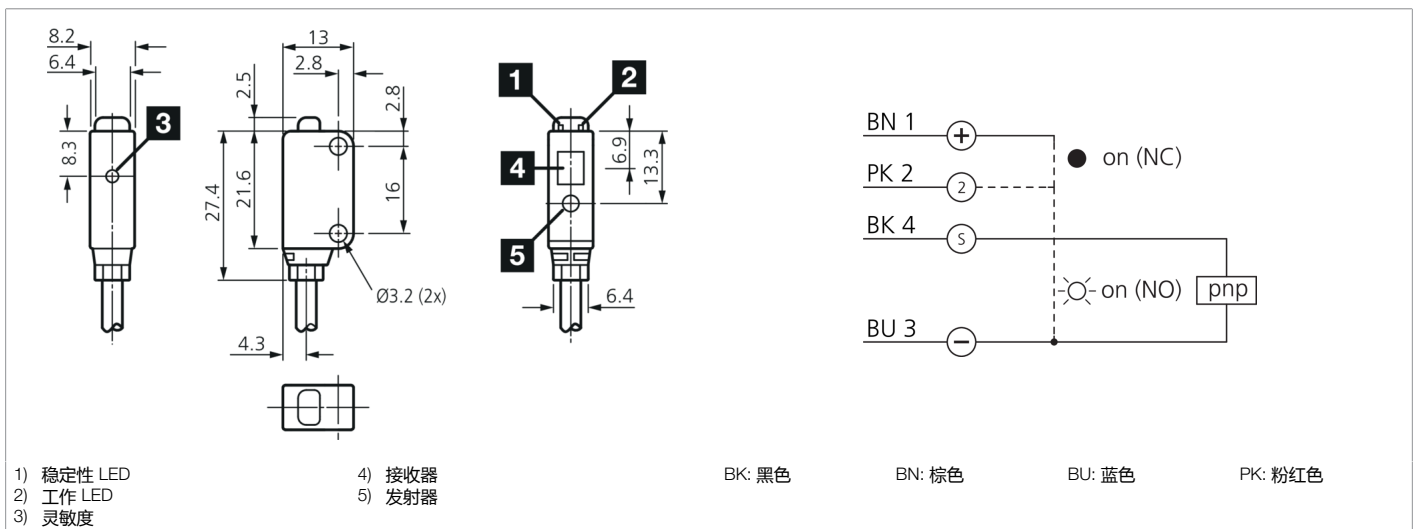 8.2
6.4
8.3
3
13
2.8
2.5
2.8
27.4
21.6
16
Ø3.2 (2x)
4.3
1
2
4
5
6.9
13.3
6.4
BN 1
+
PK 2
2
BK 4
S
BU 3
−
on (NC)
on (NO)
pnp
1) 稳定性 LED
2) 工作 LED
3) 灵敏度
4) 接收器
5) 发射器
BK: 黑色
BN: 棕色
BU: 蓝色
PK: 粉红色